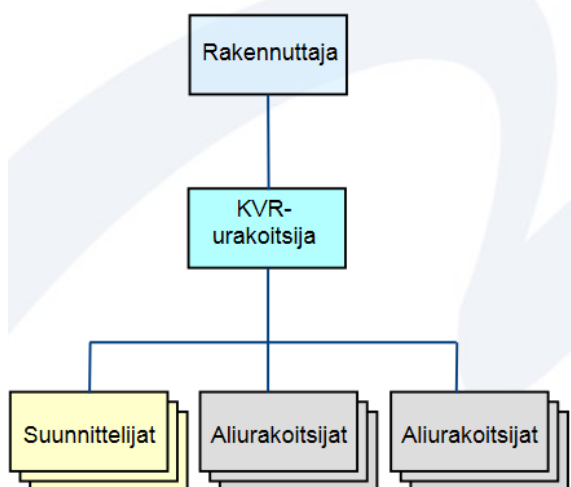 Rakennuttaja
KVR-
urakoitsija
Suunnittelijat
Aliurakoitsijat
Aliurakoitsijat